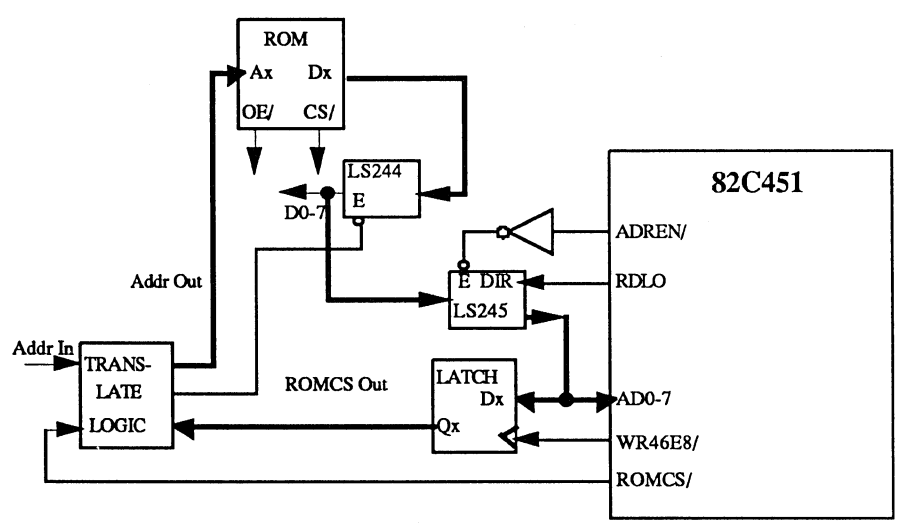 ROM
Ax Dx
OE/ CS/
LS244
E
D0-7
82C451
ADREN/
E DIR
RDLO
LS245
Addr Out
Addr In
TRANS-
LATE
LOGIC
ROMCS Out
LATCH
Dx
Qx
AD0-7
WR46E8/
ROMCS/